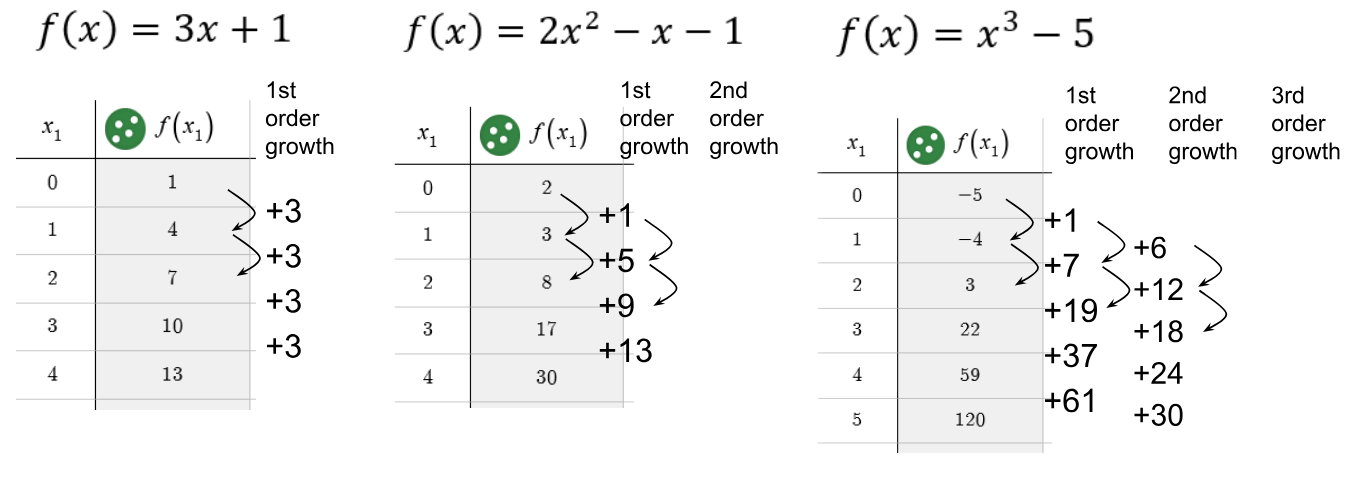 f(x) = 3x + 1
1st
order
growth
x₁ f(x₁)
0 1
+3
1 4
+3
2 7
+3
3 10
+3
4 13
f(x) = 2x² − x − 1
1st 2nd
order order
growth growth
x₁ f(x₁)
0 2
+1
1 3
+5
2 8
+9
3 17
+13
4 30
f(x) = x³ − 5
1st 2nd 3rd
order order order
growth growth growth
x₁ f(x₁)
0 −5
+1
1 −4 +6
+7
2 3 +12
+19
3 22 +18
+37
4 59 +24
+61
5 120 +30